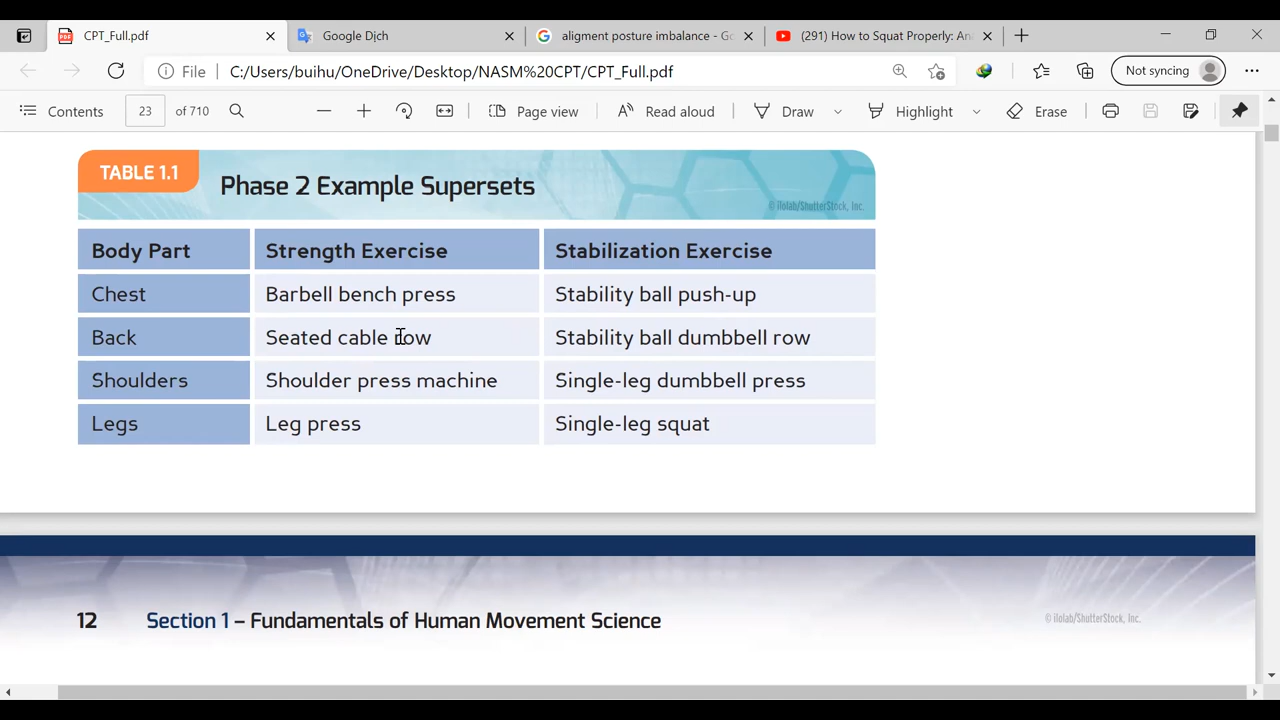 CPT_Full.pdf
Google Dịch
aligment posture imbalance - Go
(291) How to Squat Properly: An
File
C:/Users/buihu/OneDrive/Desktop/NASM%20CPT/CPT_Full.pdf
Not syncing
Contents
23 of 710
Page view
Read aloud
Draw
Highlight
Erase
TABLE 1.1
Phase 2 Example Supersets
© ilolab/ShutterStock, Inc.
Body Part Strength Exercise Stabilization Exercise
Chest Barbell bench press Stability ball push-up
Back Seated cable row Stability ball dumbbell row
Shoulders Shoulder press machine Single-leg dumbbell press
Legs Leg press Single-leg squat
12 Section 1 – Fundamentals of Human Movement Science
© ilolab/ShutterStock, Inc.